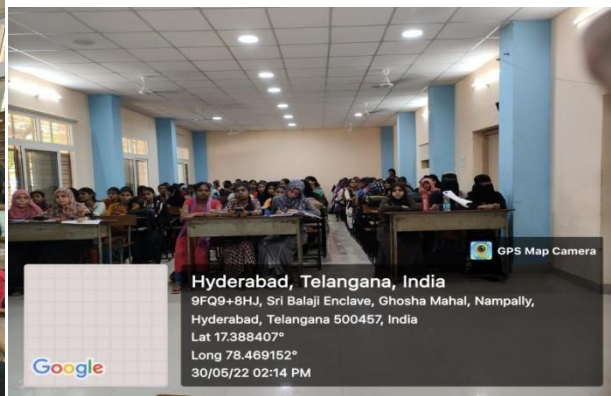 GPS Map Camera
Hyderabad, Telangana, India
9FQ9+8HJ, Sri Balaji Enclave, Ghosha Mahal, Nampally,
Hyderabad, Telangana 500457, India
Lat 17.388407°
Long 78.469152°
30/05/22 02:14 PM
Google